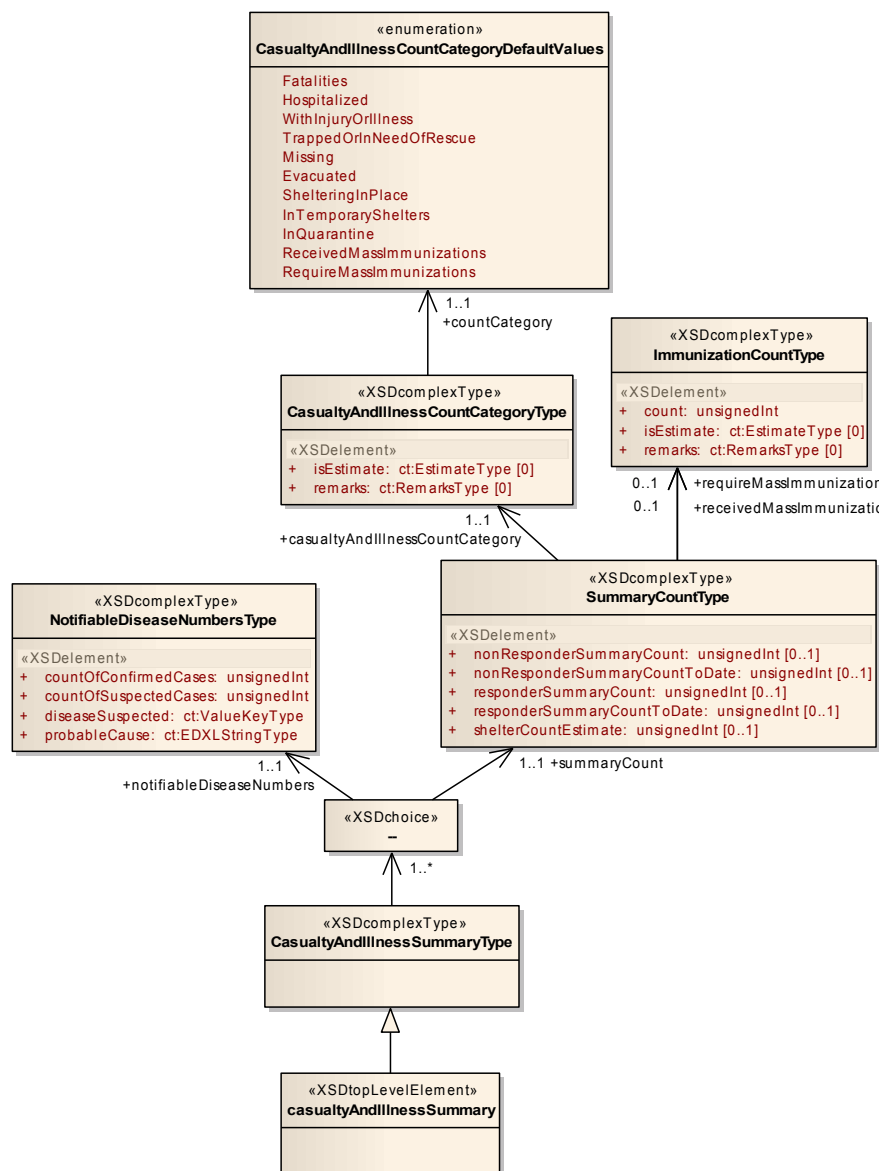 «enumeration»
CasualtyAndIllnessCountCategoryDefaultValues
Fatalities
Hospitalized
WithInjuryOrIllness
TrappedOrInNeedOfRescue
Missing
Evacuated
ShelteringInPlace
InTemporaryShelters
InQuarantine
ReceivedMassImmunizations
RequireMassImmunizations
1..1
+countCategory
«XSDcomplexType»
ImmunizationCountType
«XSDelement»
+ count: unsignedInt
+ isEstimate: ct:EstimateType [0]
+ remarks: ct:RemarksType [0]
«XSDcomplexType»
CasualtyAndIllnessCountCategoryType
«XSDelement»
+ isEstimate: ct:EstimateType [0]
+ remarks: ct:RemarksType [0]
0..1 +requireMassImmunization
0..1 +receivedMassImmunizatio
1..1
+casualtyAndIllnessCountCategory
«XSDcomplexType»
SummaryCountType
«XSDelement»
+ nonResponderSummaryCount: unsignedInt [0..1]
+ nonResponderSummaryCountToDate: unsignedInt [0..1]
+ responderSummaryCount: unsignedInt [0..1]
+ responderSummaryCountToDate: unsignedInt [0..1]
+ shelterCountEstimate: unsignedInt [0..1]
«XSDcomplexType»
NotifiableDiseaseNumbersType
«XSDelement»
+ countOfConfirmedCases: unsignedInt
+ countOfSuspectedCases: unsignedInt
+ diseaseSuspected: ct:ValueKeyType
+ probableCause: ct:EDXLStringType
1..1
+notifiableDiseaseNumbers
1..1 +summaryCount
«XSDchoice»
--
1..*
«XSDcomplexType»
CasualtyAndIllnessSummaryType
«XSDtopLevelElement»
casualtyAndIllnessSummary